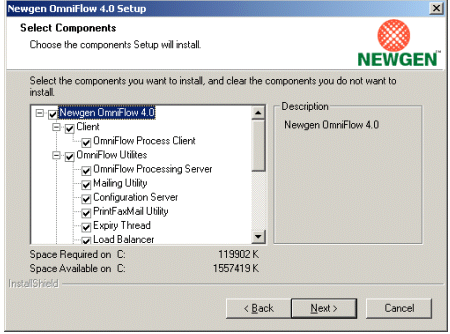 Newgen OmniFlow 4.0 Setup
Select Components
Choose the components Setup will install.
NEWGEN
Select the components you want to install, and clear the components you do not want to
install.
Newgen OmniFlow 4.0
Client
OmniFlow Process Client
OmniFlow Utilites
OmniFlow Processing Server
Mailing Utility
Configuration Server
PrintFaxMail Utility
Expiry Thread
Load Balancer
Description
Newgen OmniFlow 4.0
Space Required on C: 119902 K
Space Available on C: 1557419 K
InstallShield
< Back Next > Cancel